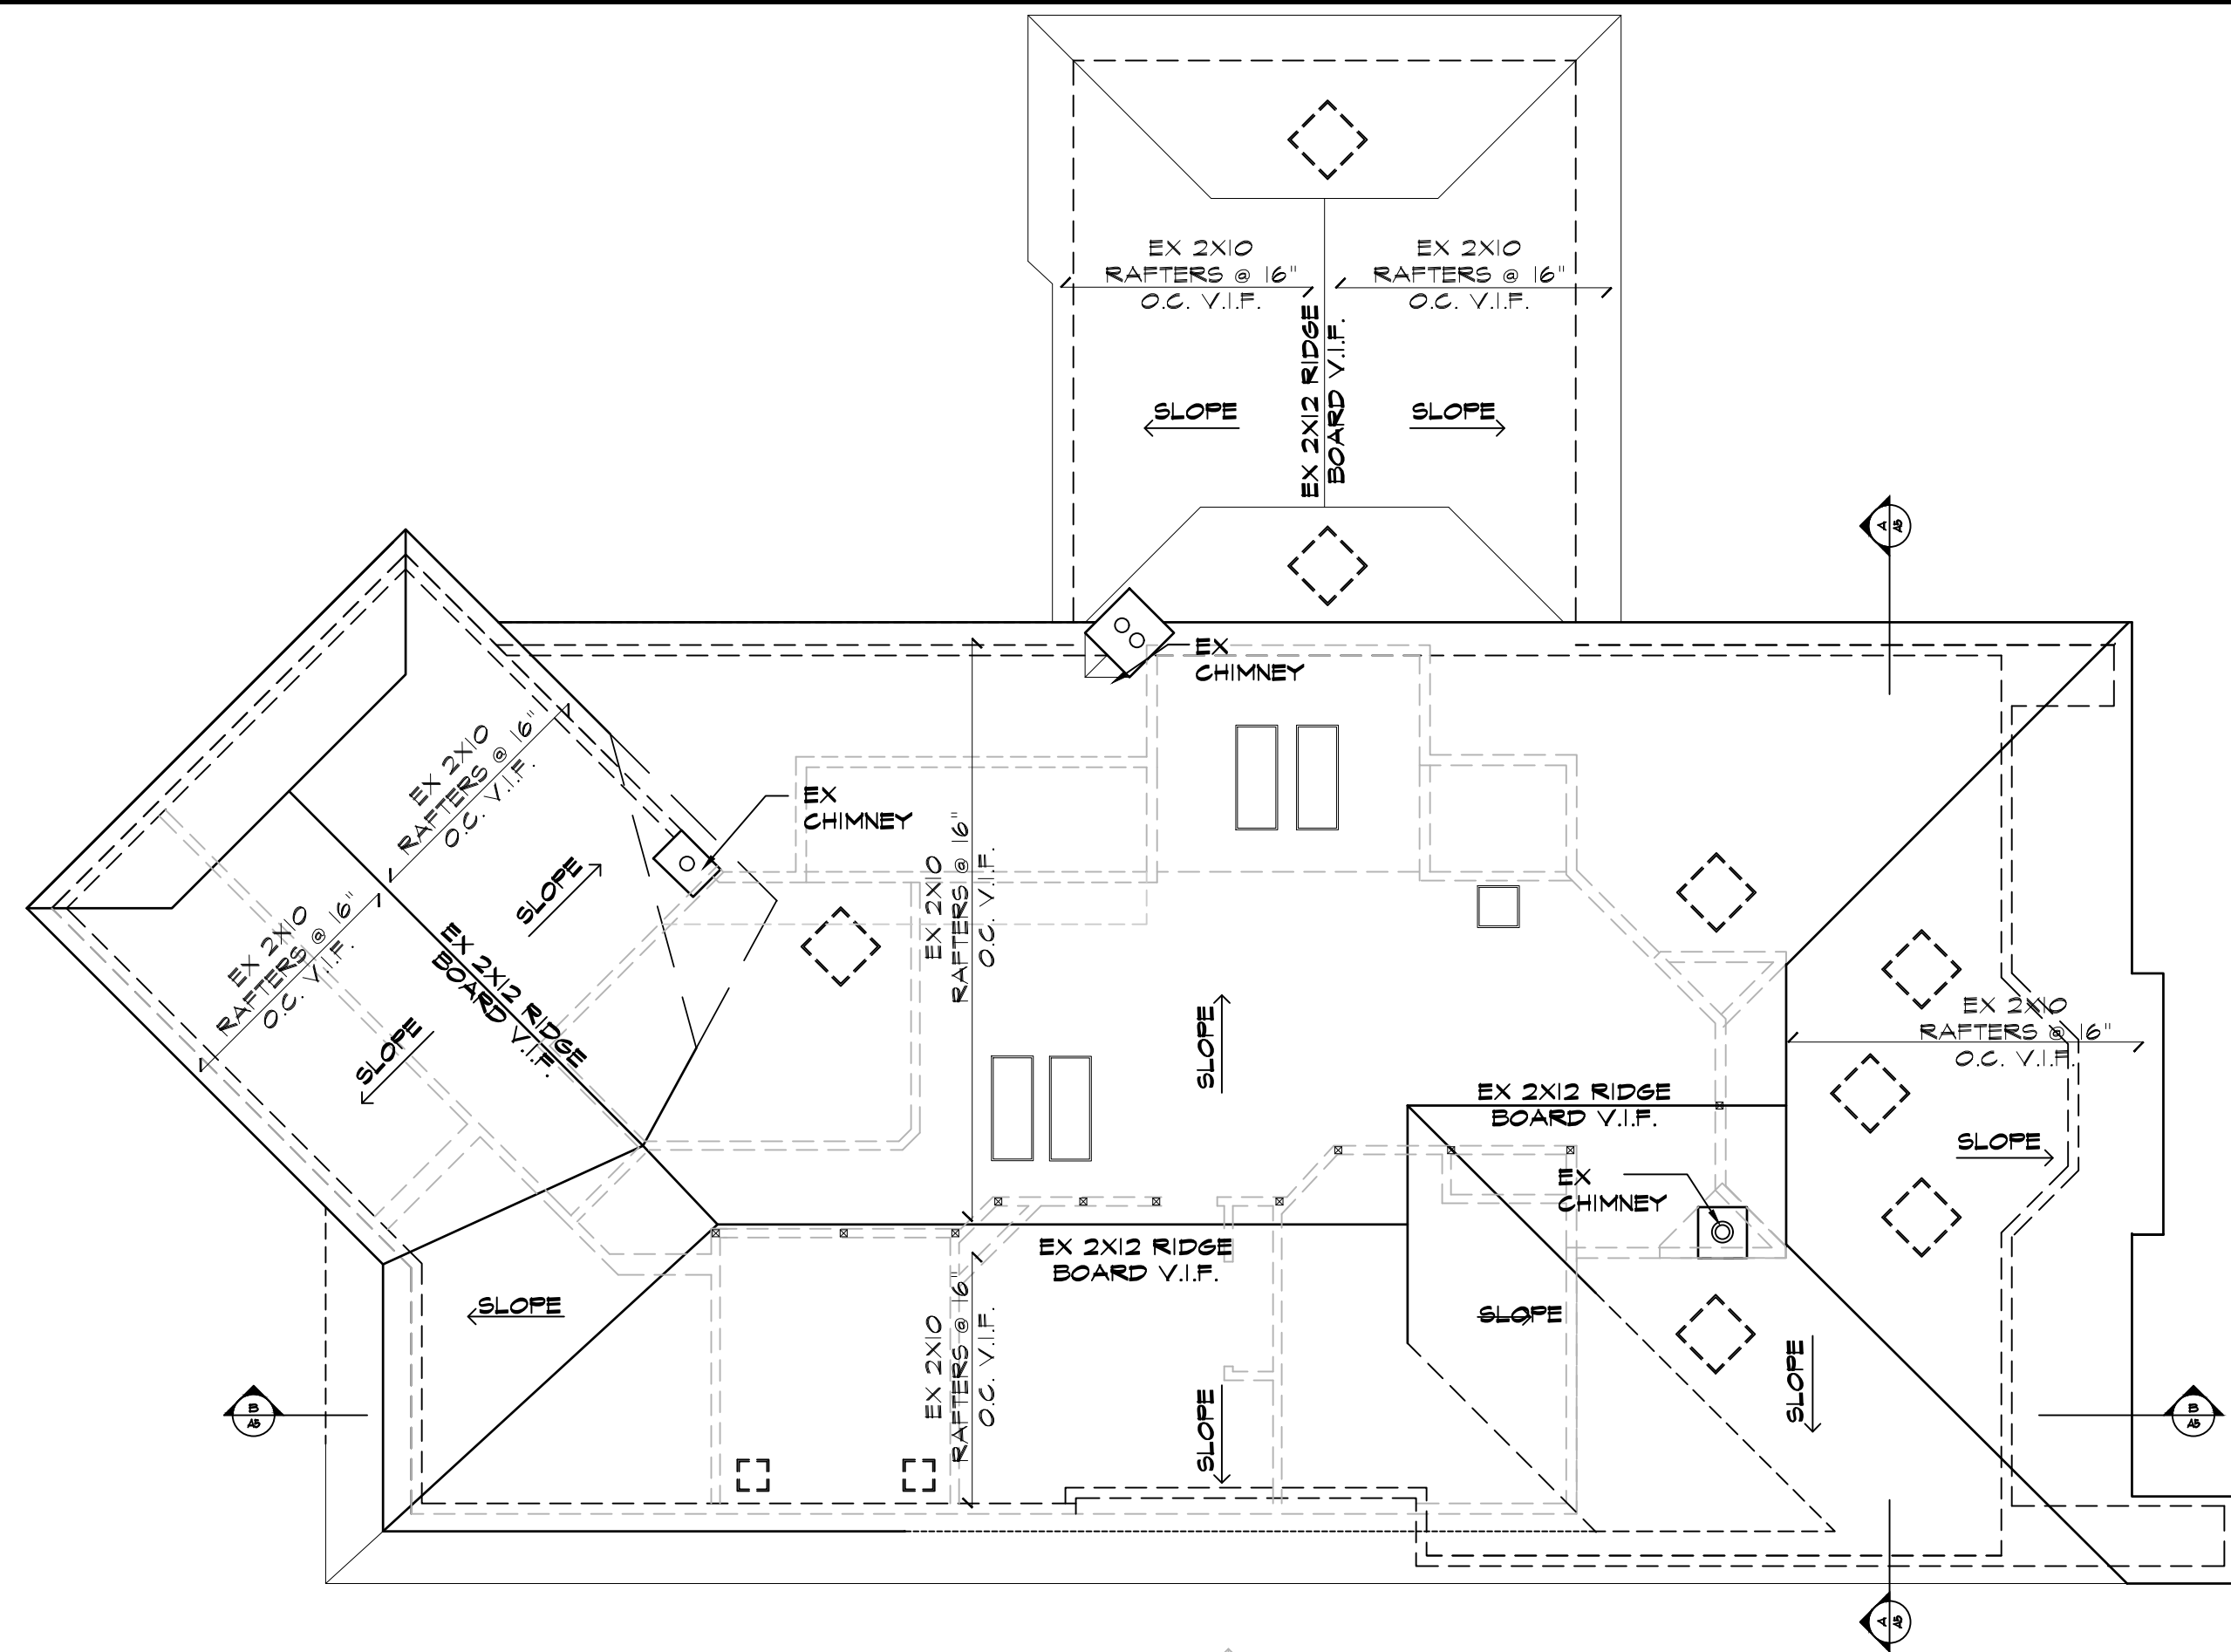 EX 2X10
RAFTERS @ 16"
O.C. V.I.F.
EX 2X10
RAFTERS @ 16"
O.C. V.I.F.
EX 2X12 RIDGE
BOARD V.I.F.
SLOPE
SLOPE
A
A5
EX
CHIMNEY
EX 2X10
RAFTERS @ 16"
O.C. V.I.F.
EX
CHIMNEY
SLOPE
EX 2X10
RAFTERS @ 16"
O.C. V.I.F.
EX 2X12 RIDGE
BOARD V.I.F.
SLOPE
EX 2X10
RAFTERS @ 16"
O.C. V.I.F.
SLOPE
EX 2X10
RAFTERS @ 16"
O.C. V.I.F.
EX 2X12 RIDGE
BOARD V.I.F.
SLOPE
EX
CHIMNEY
EX 2X12 RIDGE
BOARD V.I.F.
SLOPE
SLOPE
EX 2X10
RAFTERS @ 16"
O.C. V.I.F.
SLOPE
SLOPE
B
A5
B
A5
A
A5